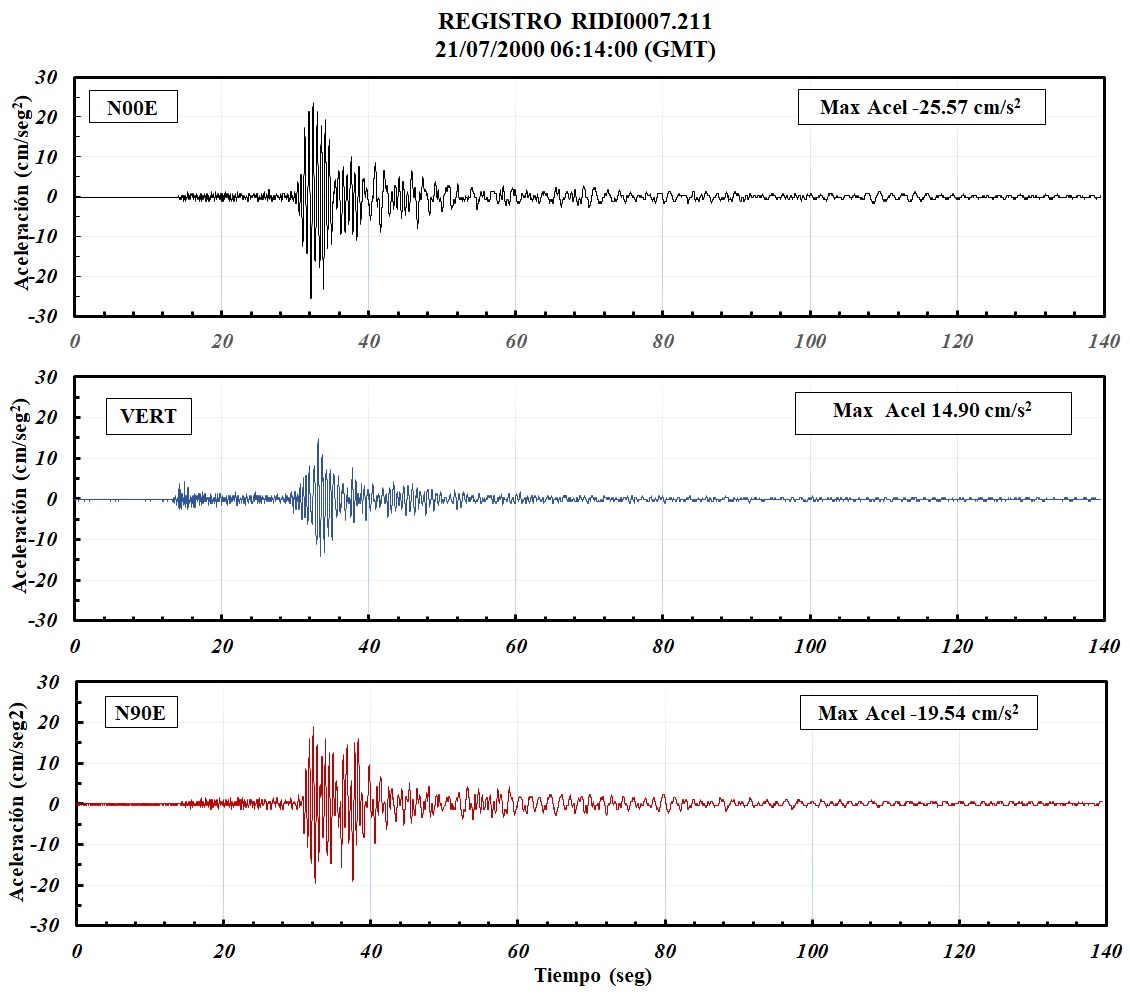 REGISTRO RIDI0007.211
21/07/2000 06:14:00 (GMT)
N00E
Max Acel -25.57 cm/s²
Aceleración (cm/seg²)
30
20
10
0
-10
-20
-30
0 20 40 60 80 100 120 140
VERT
Max Acel 14.90 cm/s²
Aceleración (cm/seg²)
30
20
10
0
-10
-20
-30
0 20 40 60 80 100 120 140
N90E
Max Acel -19.54 cm/s²
Aceleración (cm/seg2)
30
20
10
0
-10
-20
-30
0 20 40 60 80 100 120 140
Tiempo (seg)